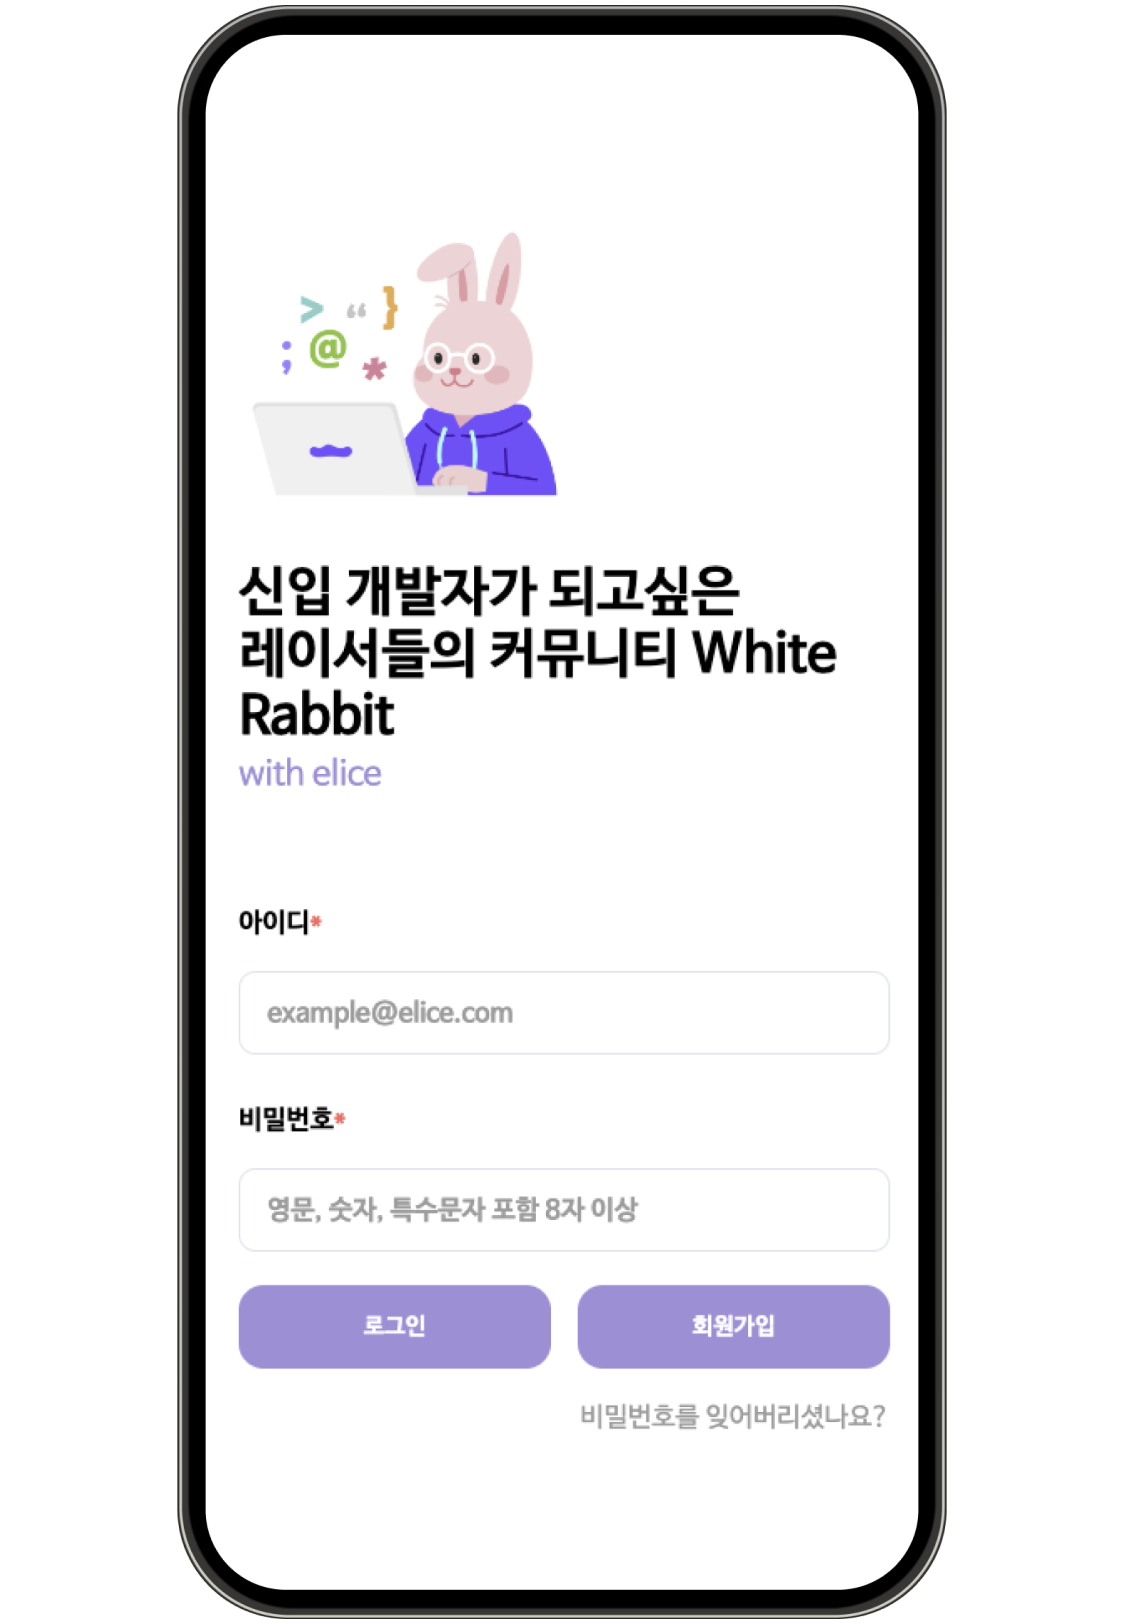 > “ }
; @ *
신입 개발자가 되고싶은
레이서들의 커뮤니티 White
Rabbit
with elice
아이디*
example@elice.com
비밀번호*
영문, 숫자, 특수문자 포함 8자 이상
로그인
회원가입
비밀번호를 잊어버리셨나요?